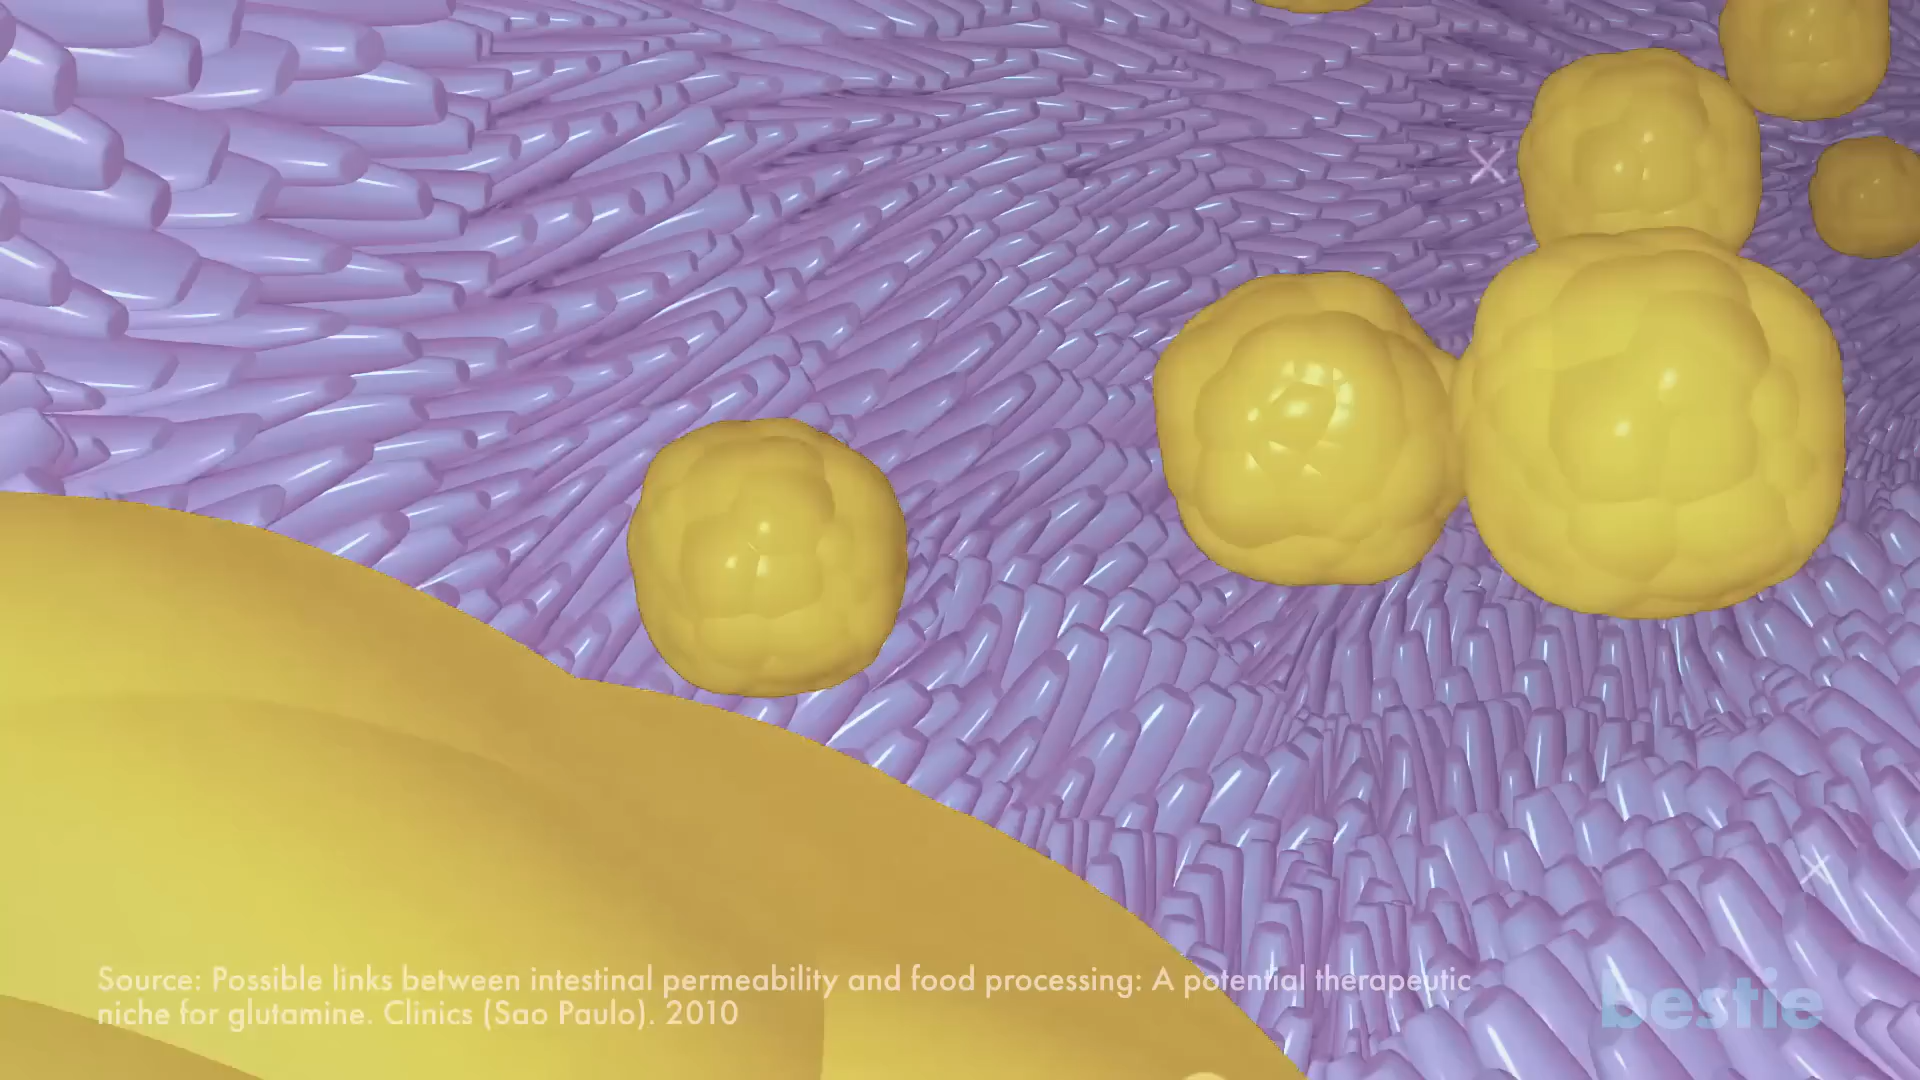 Source: Possible links between intestinal permeability and food processing: A potential therapeutic
niche for glutamine. Clinics (Sao Paulo). 2010
bestie